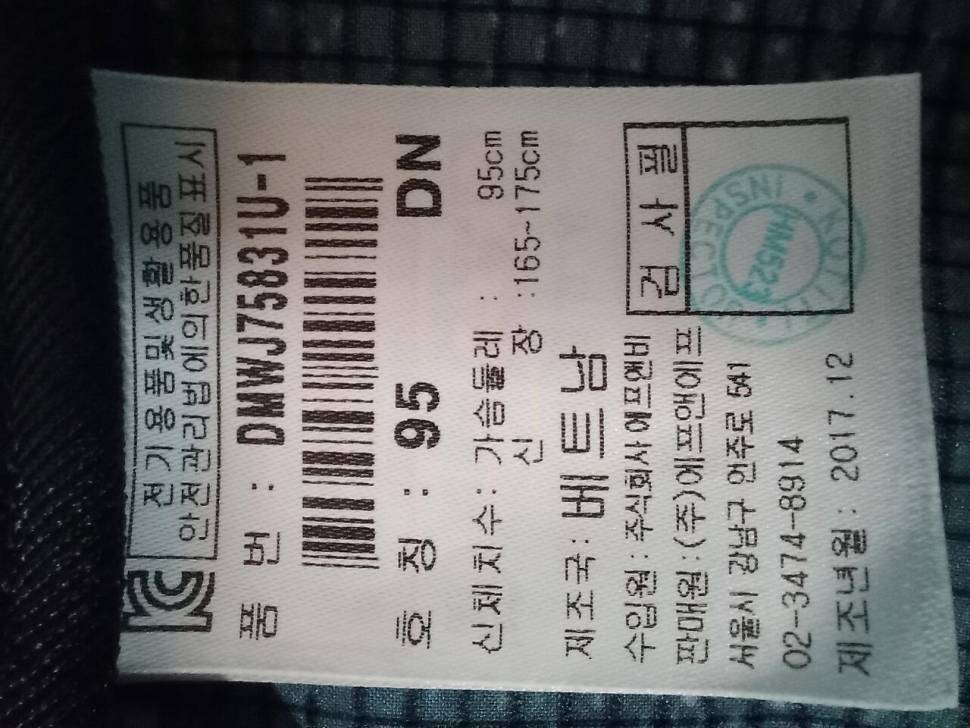 KC
전기용품및생활용품
안전관리법에의한품질표시
품 번 : DMWJ75831U-1
호 칭 : 95 DN
신체치수: 가슴둘레 : 95cm
신 장 :165~175cm
제조국: 베트남
수입원 : 주식회사 에프앤비
판매원 : (주)에프앤에프
서울시 강남구 언주로 541
02-3474-8914
제조년월 : 2017.12
검 사 필
KOTITI
INSPECT
HM523